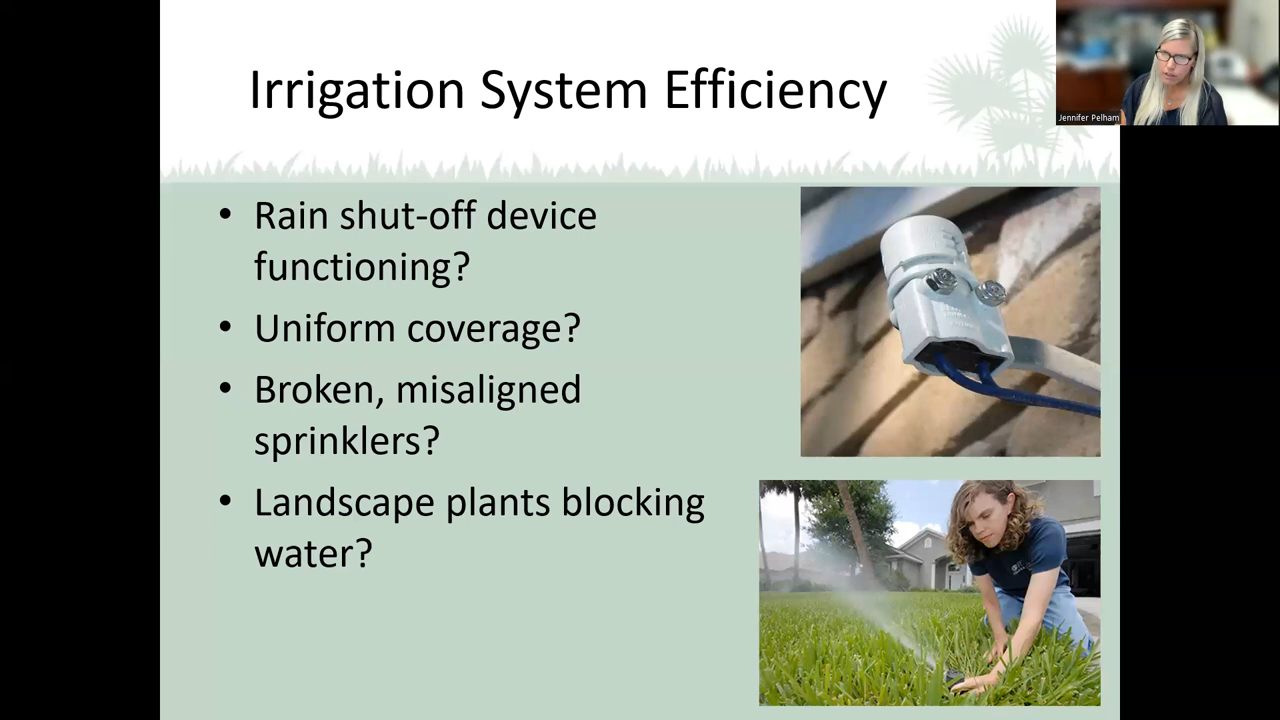 Irrigation System Efficiency
Jennifer Pelham
• Rain shut-off device
functioning?
• Uniform coverage?
• Broken, misaligned
sprinklers?
• Landscape plants blocking
water?